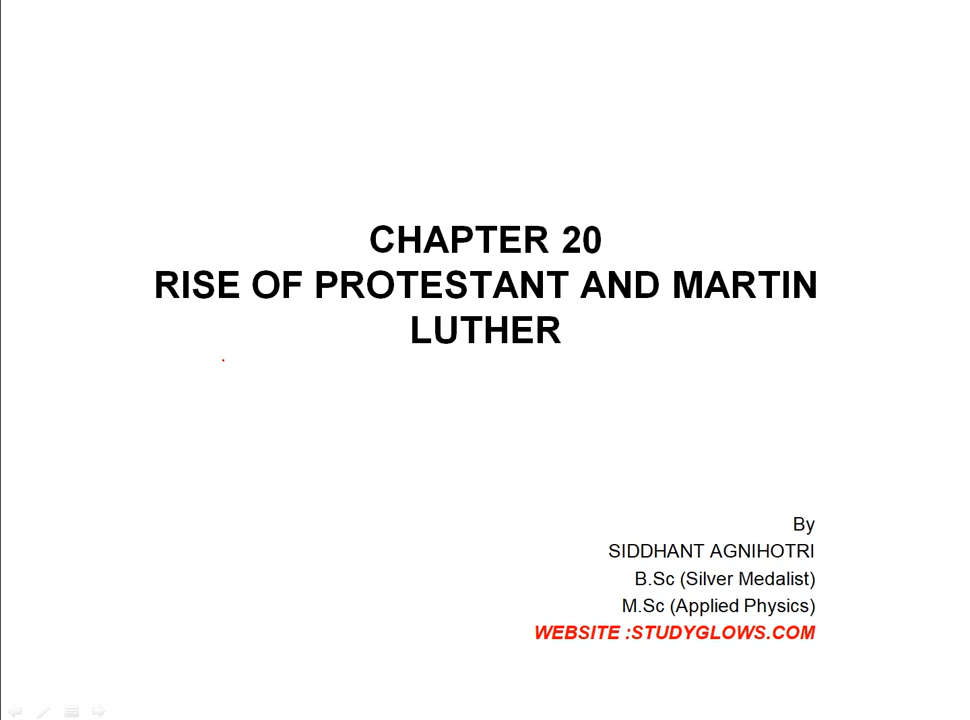 CHAPTER 20
RISE OF PROTESTANT AND MARTIN
LUTHER
By
SIDDHANT AGNIHOTRI
B.Sc (Silver Medalist)
M.Sc (Applied Physics)
WEBSITE :STUDYGLOWS.COM